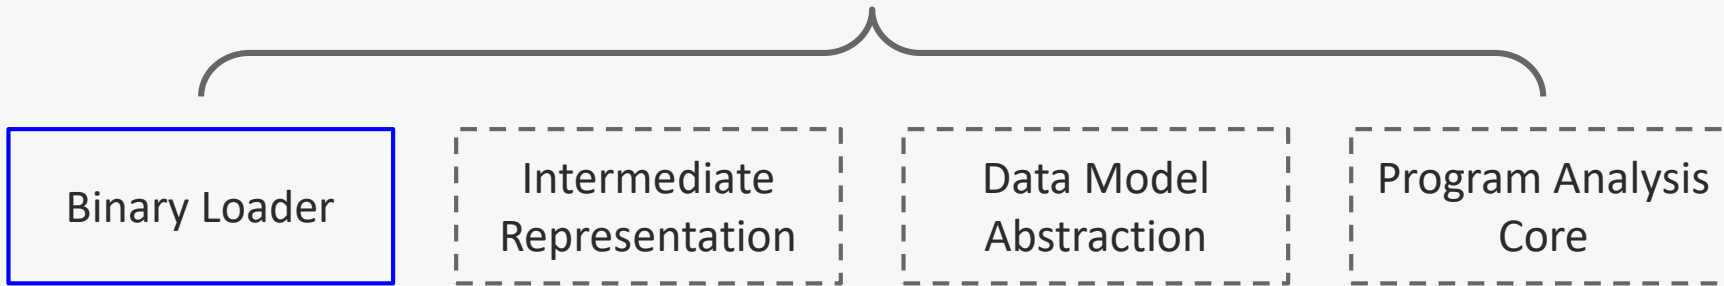 Binary Loader
Intermediate
Representation
Data Model
Abstraction
Program Analysis
Core